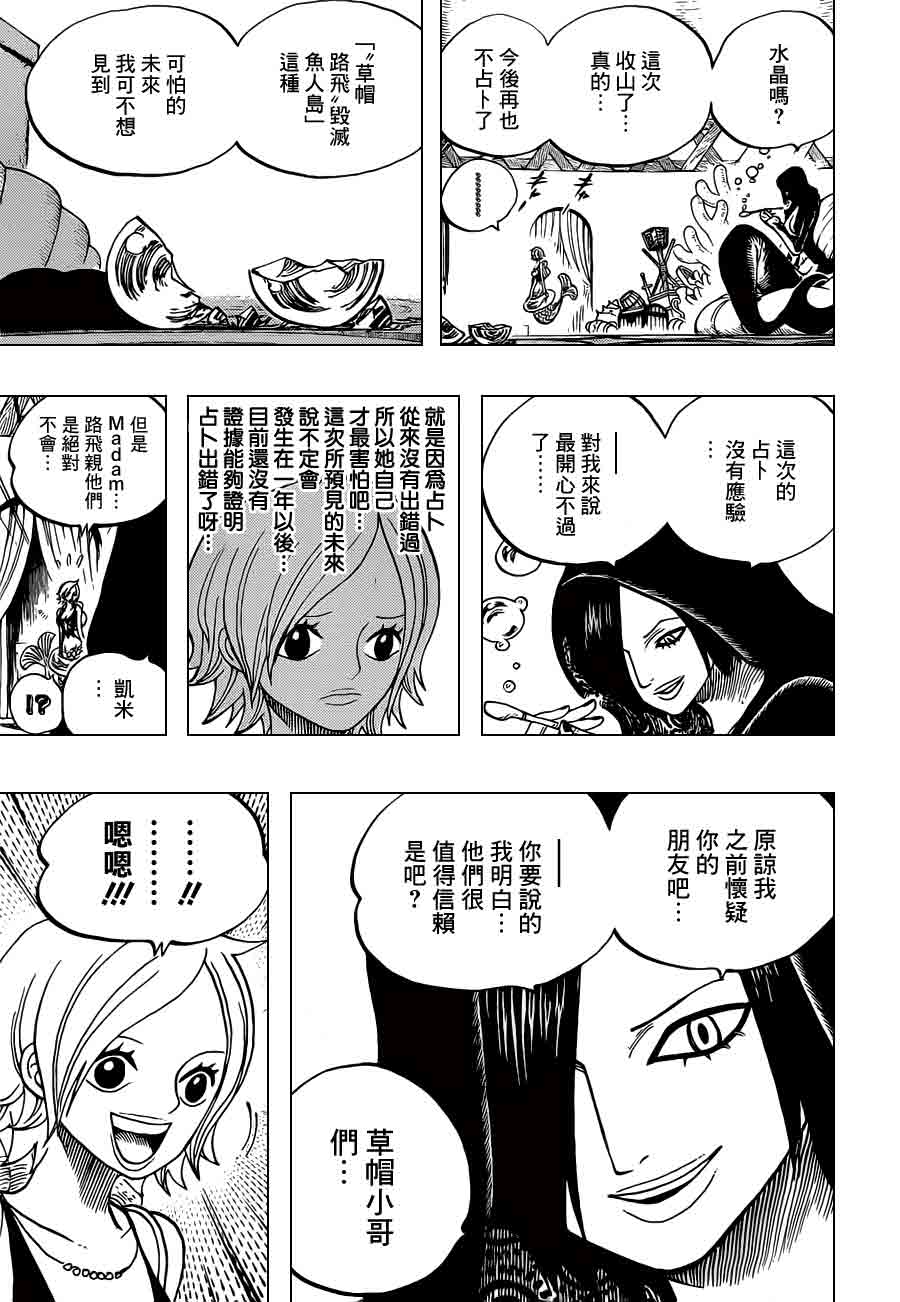 水晶嗎？
這次
收山了…
真的…
今後再也
不占卜了
「〝草帽
路飛〞毀滅
魚人島」
這種
可怕的
未來
我可不想
見到
這次的
占卜
沒有應驗
…
——
對我來說
最開心不過
了……
就是因為占卜
從來沒有出錯過
所以她自己
才最害怕吧…
這次所預見的未來
說不定會
發生在一年以後…
目前還沒有
證據能夠證明
占卜出錯了呀…
但是
Madam…
路飛親他們
是絕對
不會…
凱米
…
!?
原諒我
之前懷疑
你的
朋友吧…
——
你要說的
我明白…
他們很
值得信賴
是吧？
草帽小哥
們…
……!!
……
嗯嗯!!!